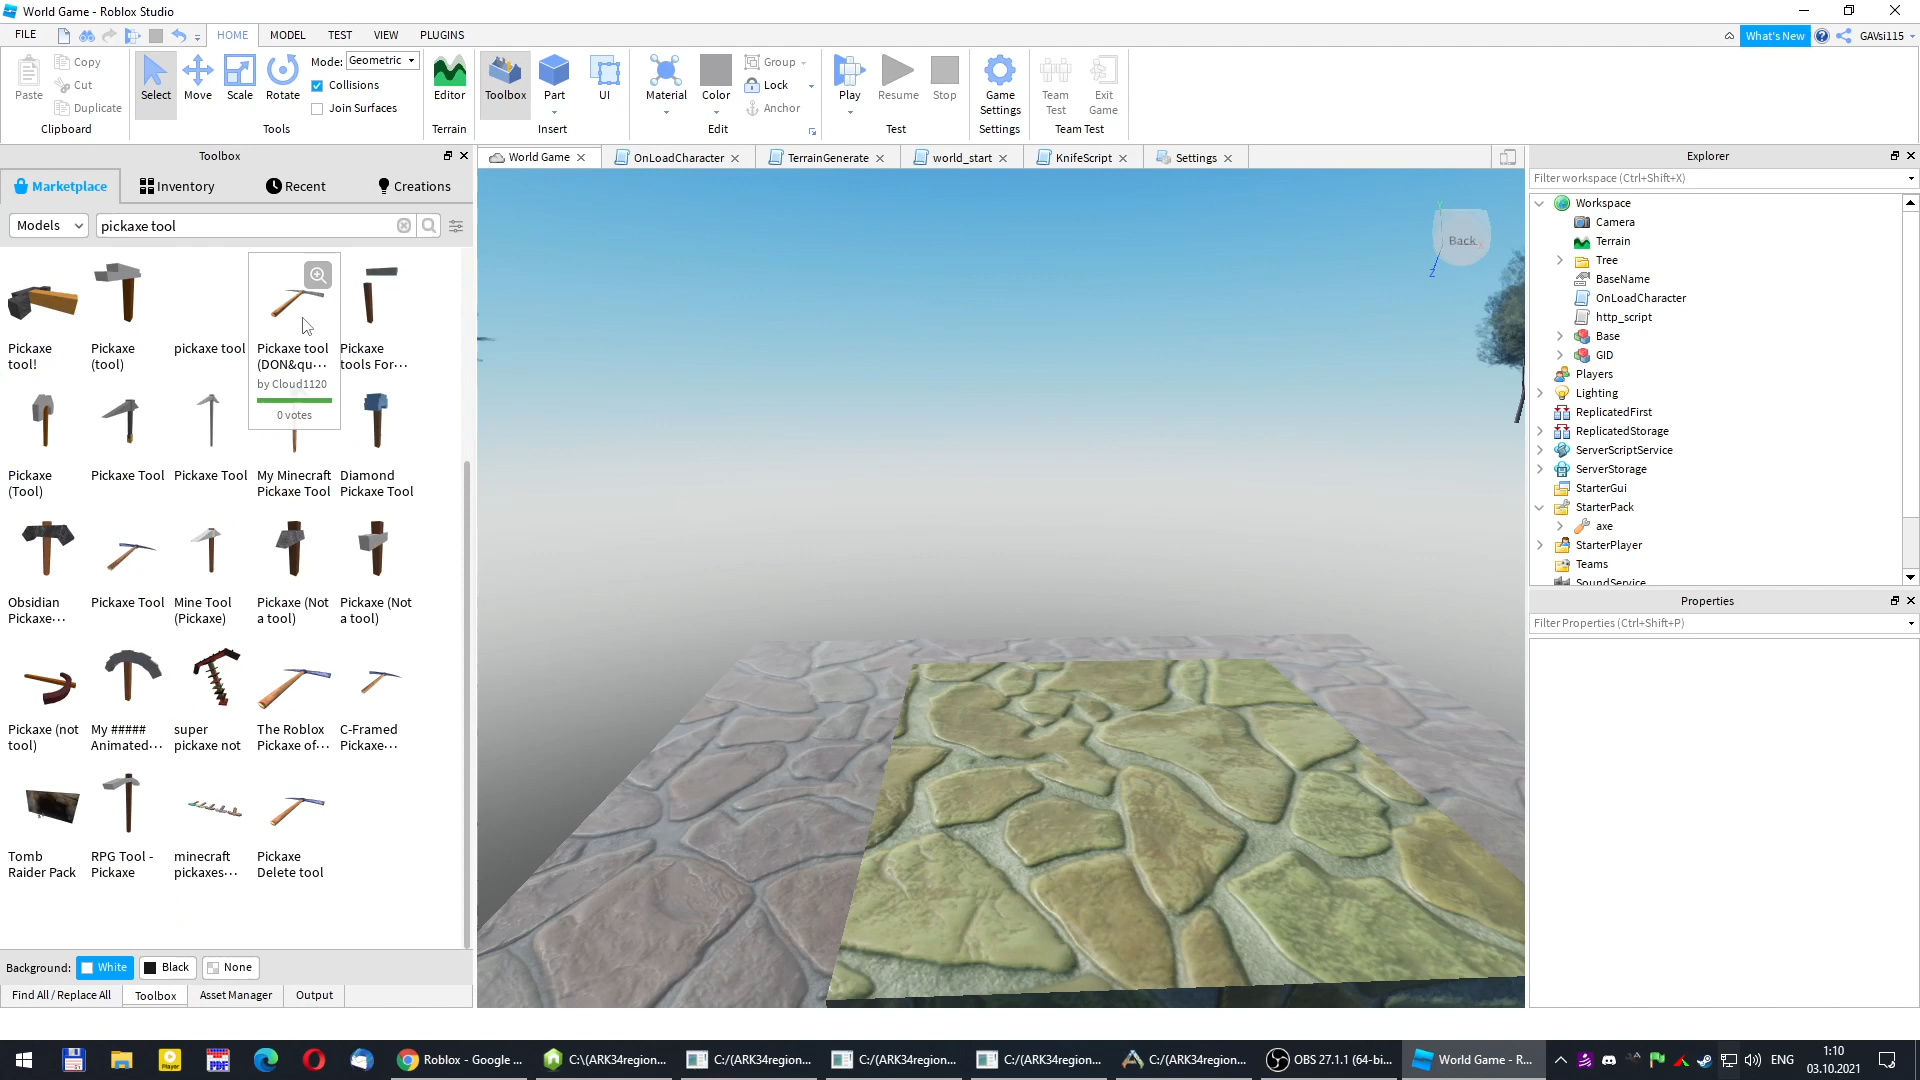 World Game - Roblox Studio
FILE HOME MODEL TEST VIEW PLUGINS What's New GAVsi115
Paste Copy Cut Duplicate
Clipboard
Select Move Scale Rotate
Mode: Geometric
Collisions
Join Surfaces
Tools
Editor
Terrain
Toolbox Part UI
Insert
Material Color
Group
Lock
Anchor
Edit
Play Resume Stop
Test
Game Settings
Settings
Team Test
Exit Game
Team Test
Toolbox
Marketplace Inventory Recent Creations
Models pickaxe tool
Pickaxe tool!
Pickaxe (tool)
pickaxe tool
Pickaxe tool (DON&qu···
by Cloud1120
0 votes
Pickaxe tools For···
Pickaxe (Tool)
Pickaxe Tool
Pickaxe Tool
My Minecraft Pickaxe Tool
Diamond Pickaxe Tool
Obsidian Pickaxe···
Pickaxe Tool
Mine Tool (Pickaxe)
Pickaxe (Not a tool)
Pickaxe (Not a tool)
Pickaxe (not tool)
My ##### Animated···
super pickaxe not
The Roblox Pickaxe of···
C-Framed Pickaxe···
Tomb Raider Pack
RPG Tool - Pickaxe
minecraft pickaxes···
Pickaxe Delete tool
Background: White Black None
Find All / Replace All Toolbox Asset Manager Output
World Game OnLoadCharacter TerrainGenerate world_start KnifeScript Settings
Back
Explorer
Filter workspace (Ctrl+Shift+X)
Workspace
Camera
Terrain
Tree
BaseName
OnLoadCharacter
http_script
Base
GID
Players
Lighting
ReplicatedFirst
ReplicatedStorage
ServerScriptService
ServerStorage
StarterGui
StarterPack
axe
StarterPlayer
Teams
SoundService
Properties
Filter Properties (Ctrl+Shift+P)
Roblox - Google ...
C:\(ARK34region...
C:/(ARK34region...
C:/(ARK34region...
C:/(ARK34region...
C:/(ARK34region...
OBS 27.1.1 (64-bi...
World Game - R...
ENG
1:10
03.10.2021